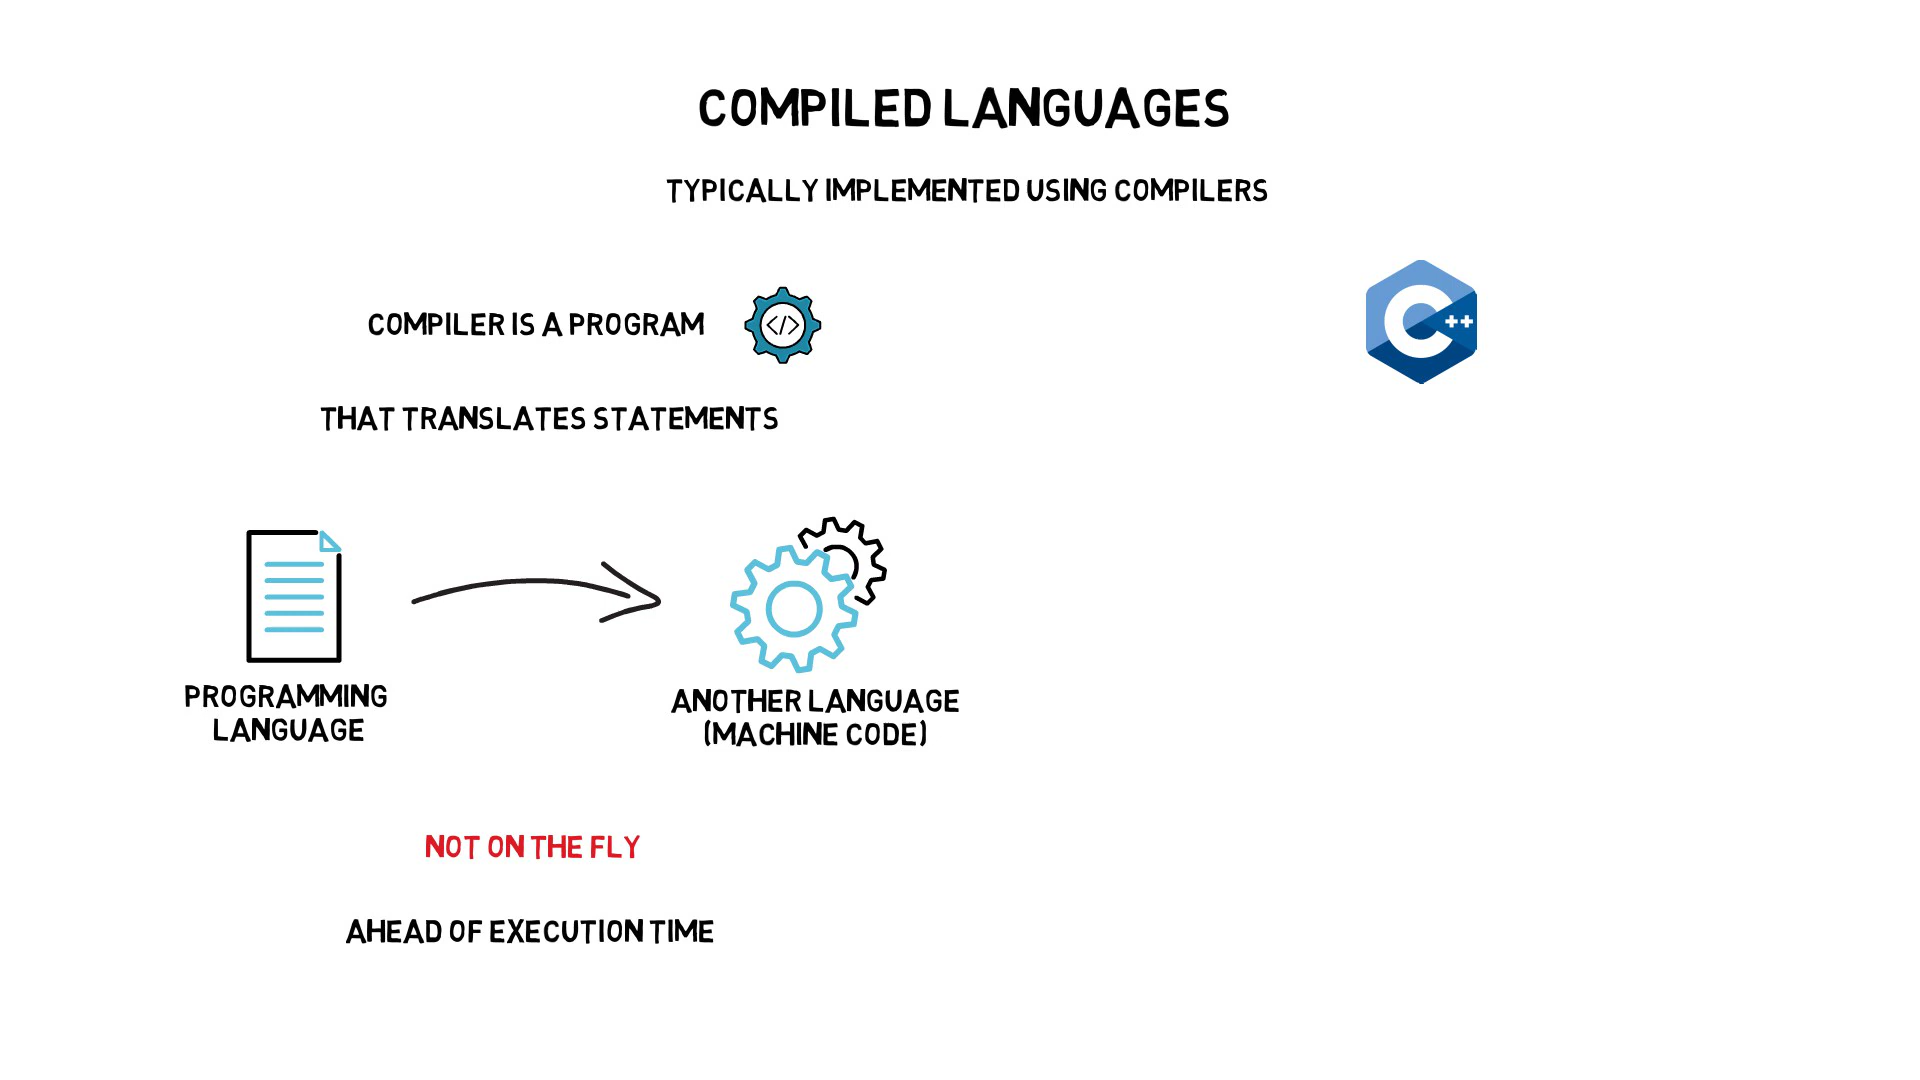 COMPILED LANGUAGES
TYPICALLY IMPLEMENTED USING COMPILERS
COMPILER IS A PROGRAM
</>
C++
THAT TRANSLATES STATEMENTS
PROGRAMMING
LANGUAGE
ANOTHER LANGUAGE
(MACHINE CODE)
NOT ON THE FLY
AHEAD OF EXECUTION TIME